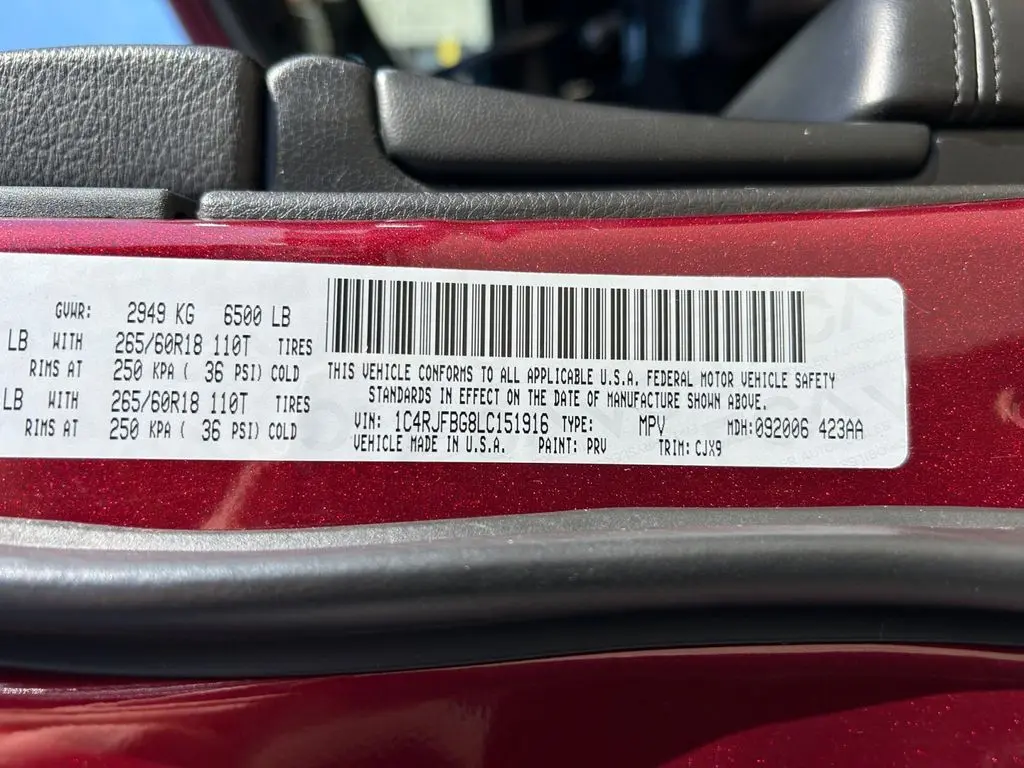 GVWR: 2949 KG 6500 LB
LB WITH 265/60R18 110T TIRES
RIMS AT 250 KPA ( 36 PSI) COLD
LB WITH 265/60R18 110T TIRES
RIMS AT 250 KPA ( 36 PSI) COLD
THIS VEHICLE CONFORMS TO ALL APPLICABLE U.S.A. FEDERAL MOTOR VEHICLE SAFETY
STANDARDS IN EFFECT ON THE DATE OF MANUFACTURE SHOWN ABOVE.
VIN: 1C4RJFBG8LC151916 TYPE: MPV MDH:092006 423AA
VEHICLE MADE IN U.S.A. PAINT: PRV TRIM: CJX9